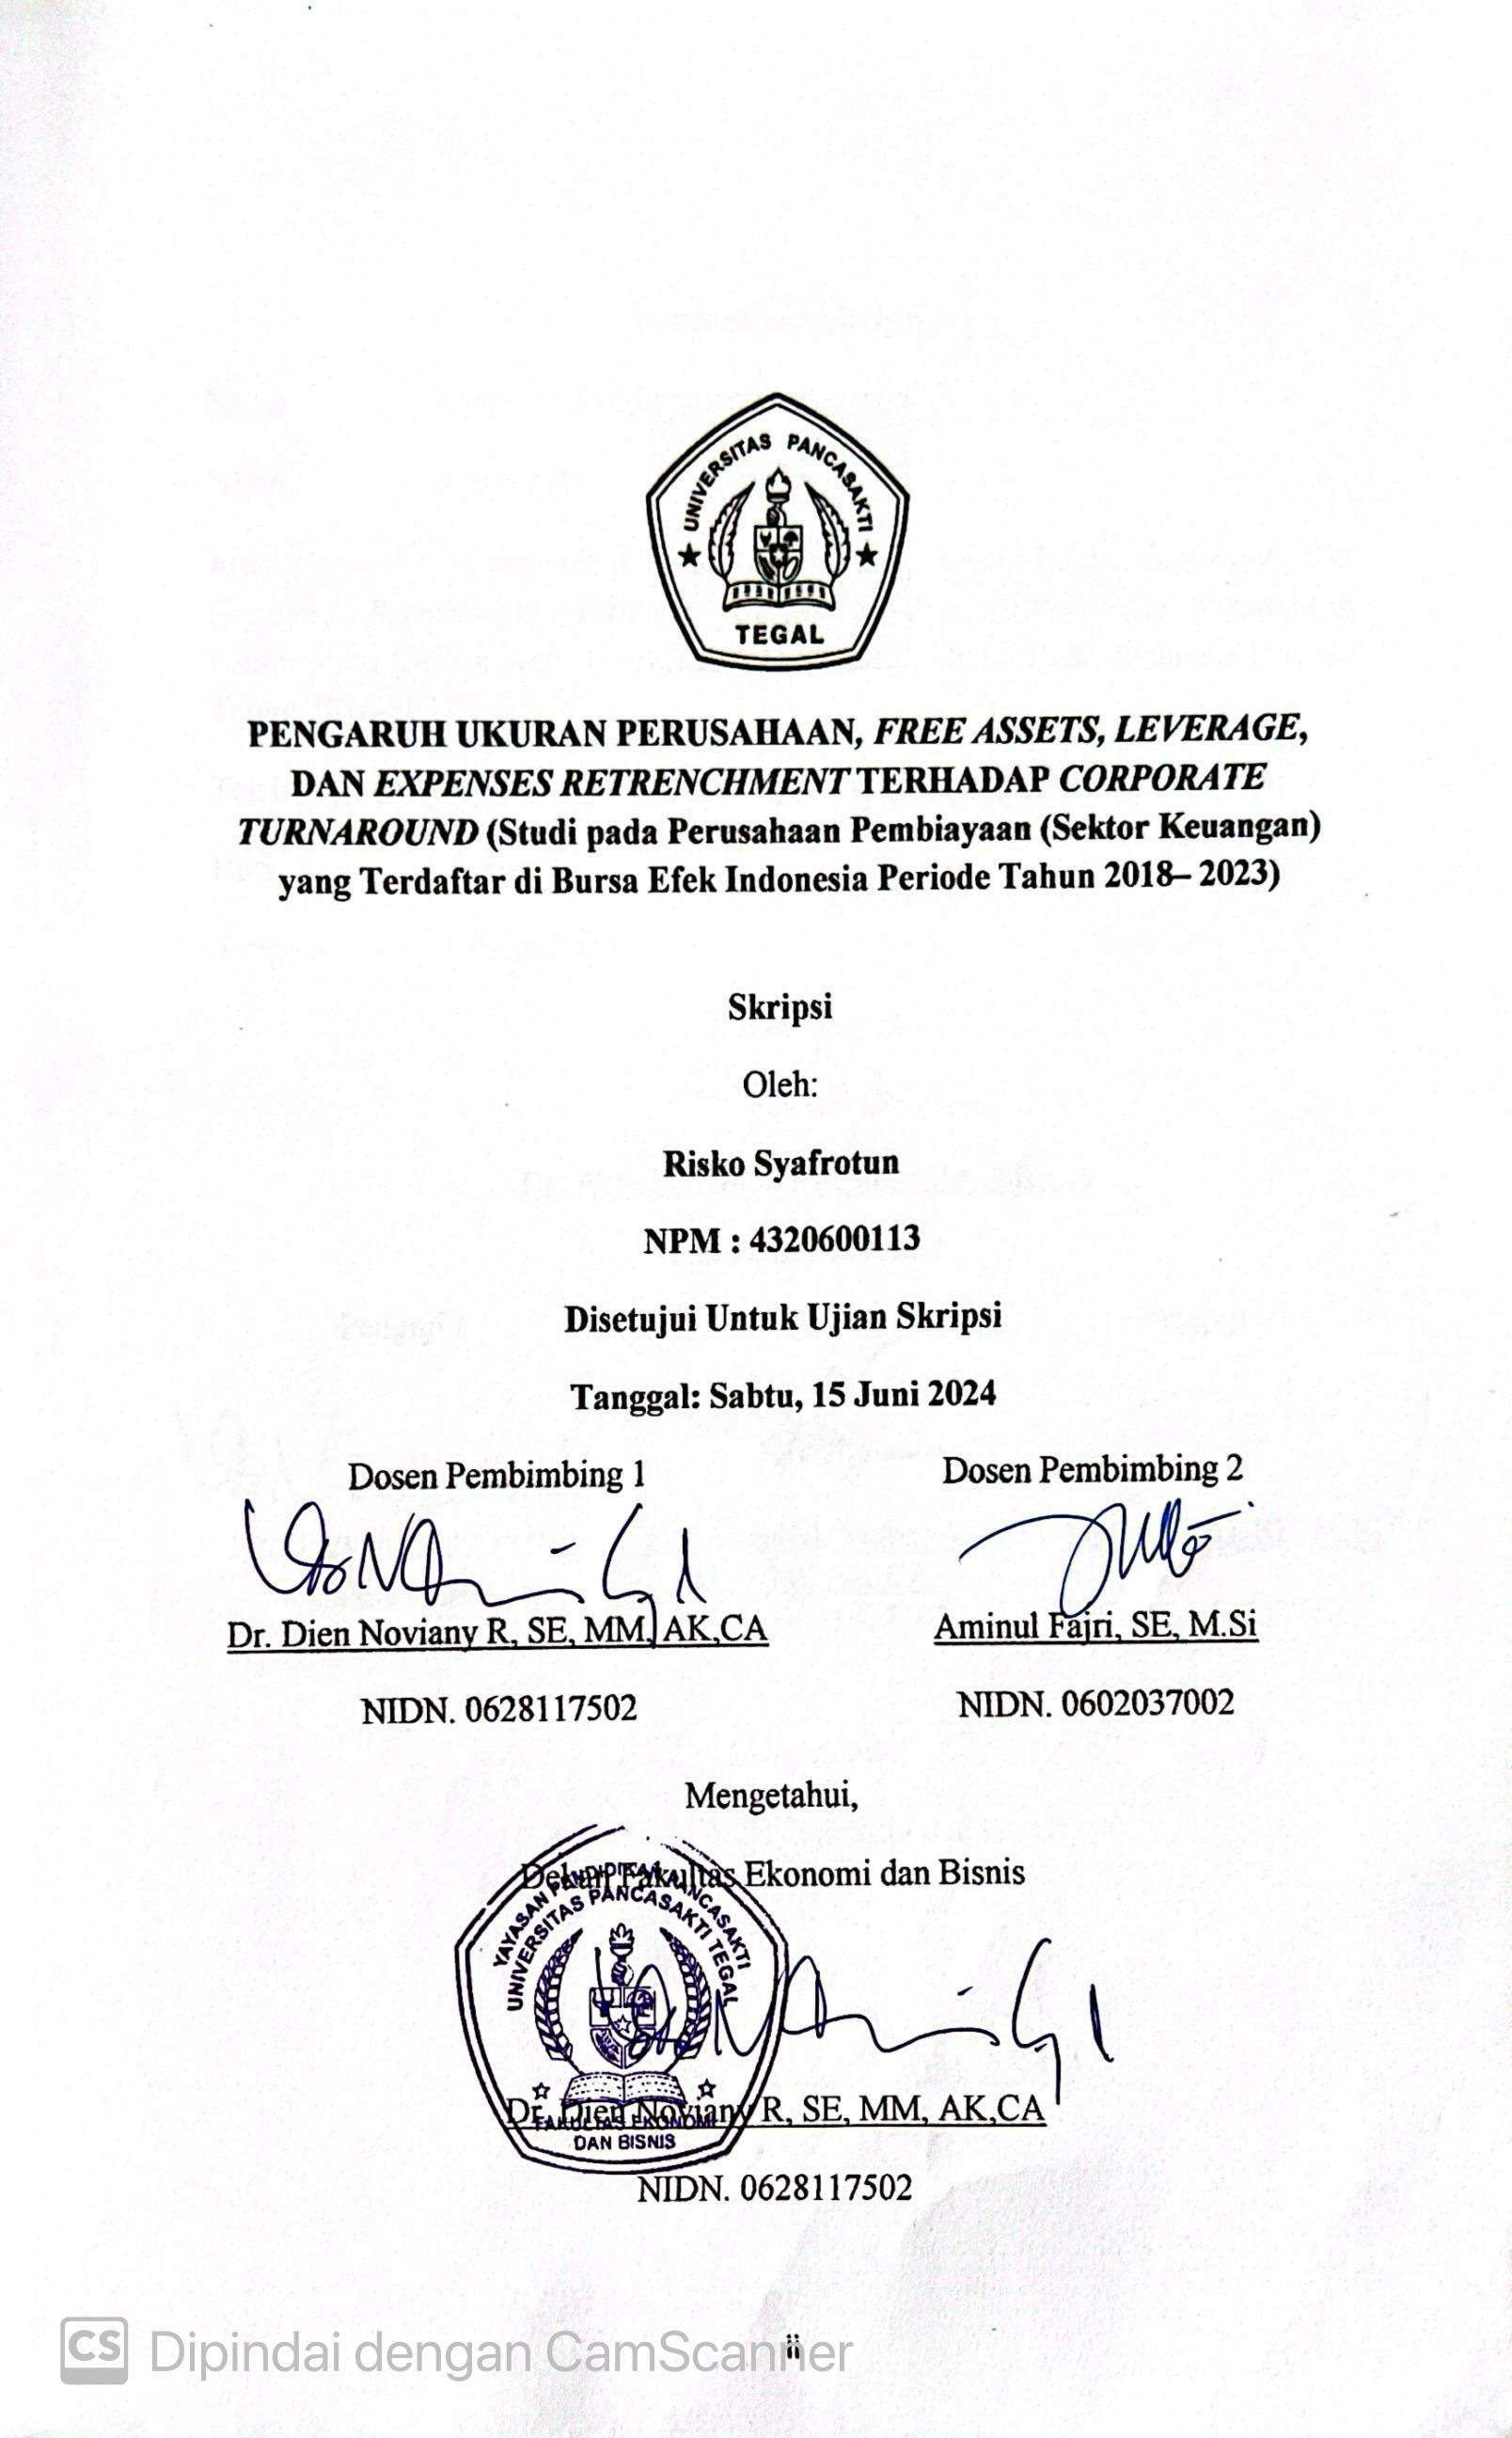 UNIVERSITAS PANCASAKTI
TEGAL
PENGARUH UKURAN PERUSAHAAN, FREE ASSETS, LEVERAGE,
DAN EXPENSES RETRENCHMENT TERHADAP CORPORATE
TURNAROUND (Studi pada Perusahaan Pembiayaan (Sektor Keuangan)
yang Terdaftar di Bursa Efek Indonesia Periode Tahun 2018– 2023)
Skripsi
Oleh:
Risko Syafrotun
NPM : 4320600113
Disetujui Untuk Ujian Skripsi
Tanggal: Sabtu, 15 Juni 2024
Dosen Pembimbing 1
Dosen Pembimbing 2
Dr. Dien Noviany R, SE, MM, AK,CA
Aminul Fajri, SE, M.Si
NIDN. 0628117502
NIDN. 0602037002
Mengetahui,
Dekan Fakultas Ekonomi dan Bisnis
YAYASAN PENDIDIKAN PANCASAKTI
UNIVERSITAS PANCASAKTI TEGAL
Dr. Dien Noviany R, SE, MM, AK,CA
FAKULTAS EKONOMI
DAN BISNIS
NIDN. 0628117502
ii
CS Dipindai dengan CamScanner